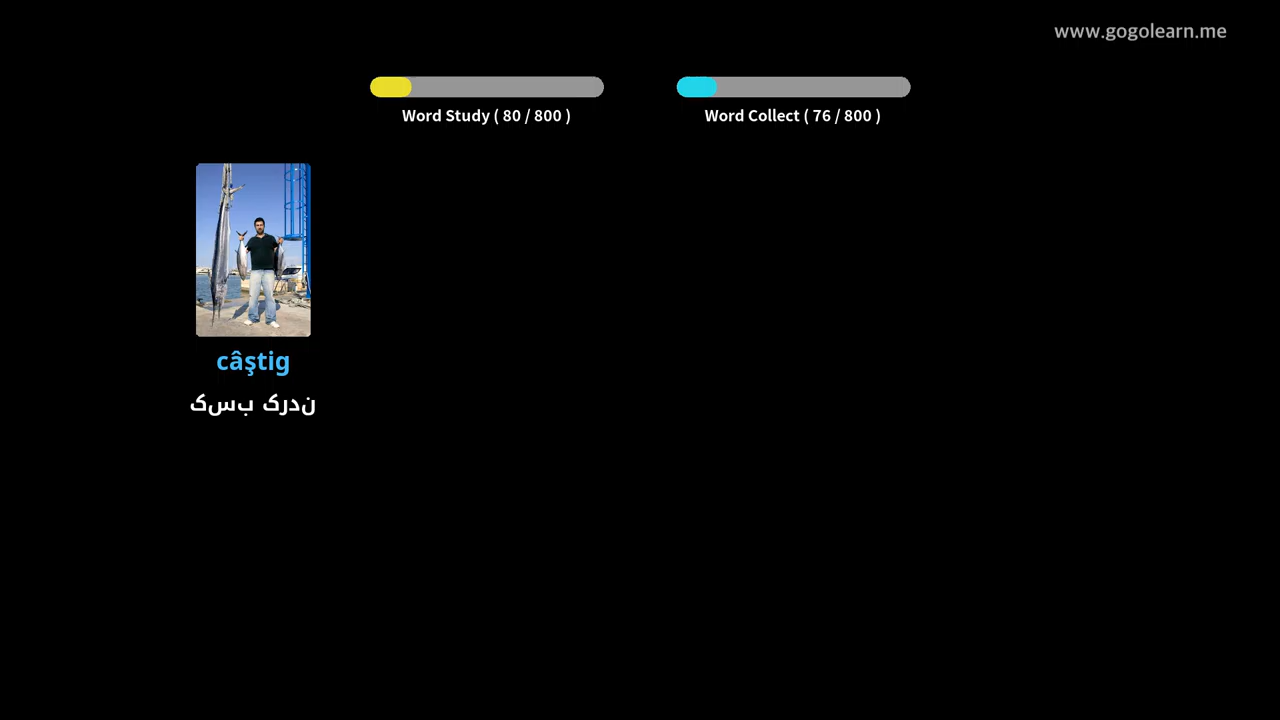 www.gogolearn.me
Word Study ( 80 / 800 )
Word Collect ( 76 / 800 )
câştig
کسب کردن